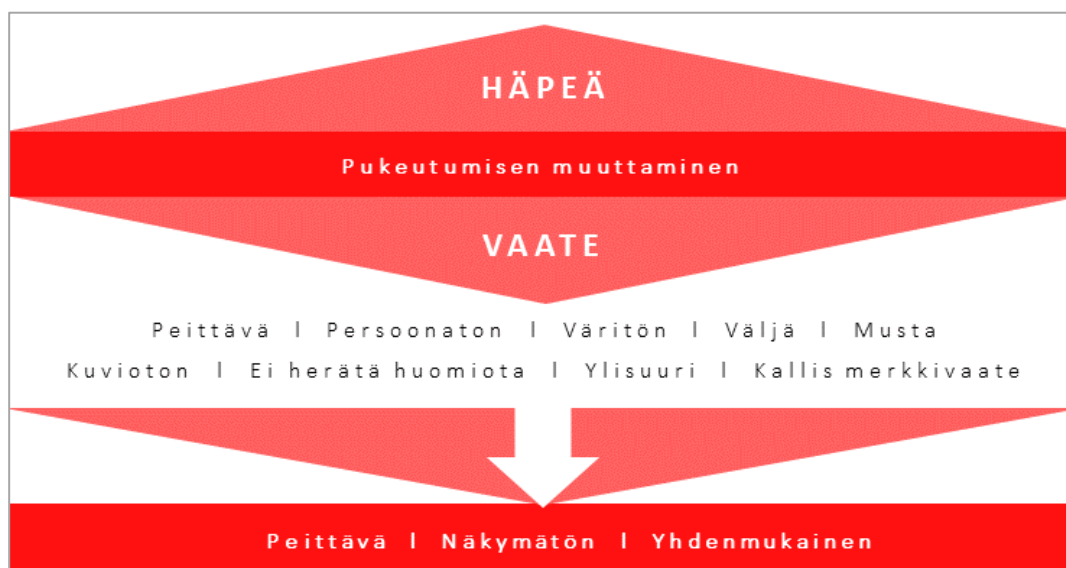 HÄPEÄ
Pukeutumisen muuttaminen
VAATE
Peittävä | Persoonaton | Väritön | Väljä | Musta
Kuvioton | Ei herätä huomiota | Ylisuuri | Kallis merkkivaate
Peittävä | Näkymätön | Yhdenmukainen